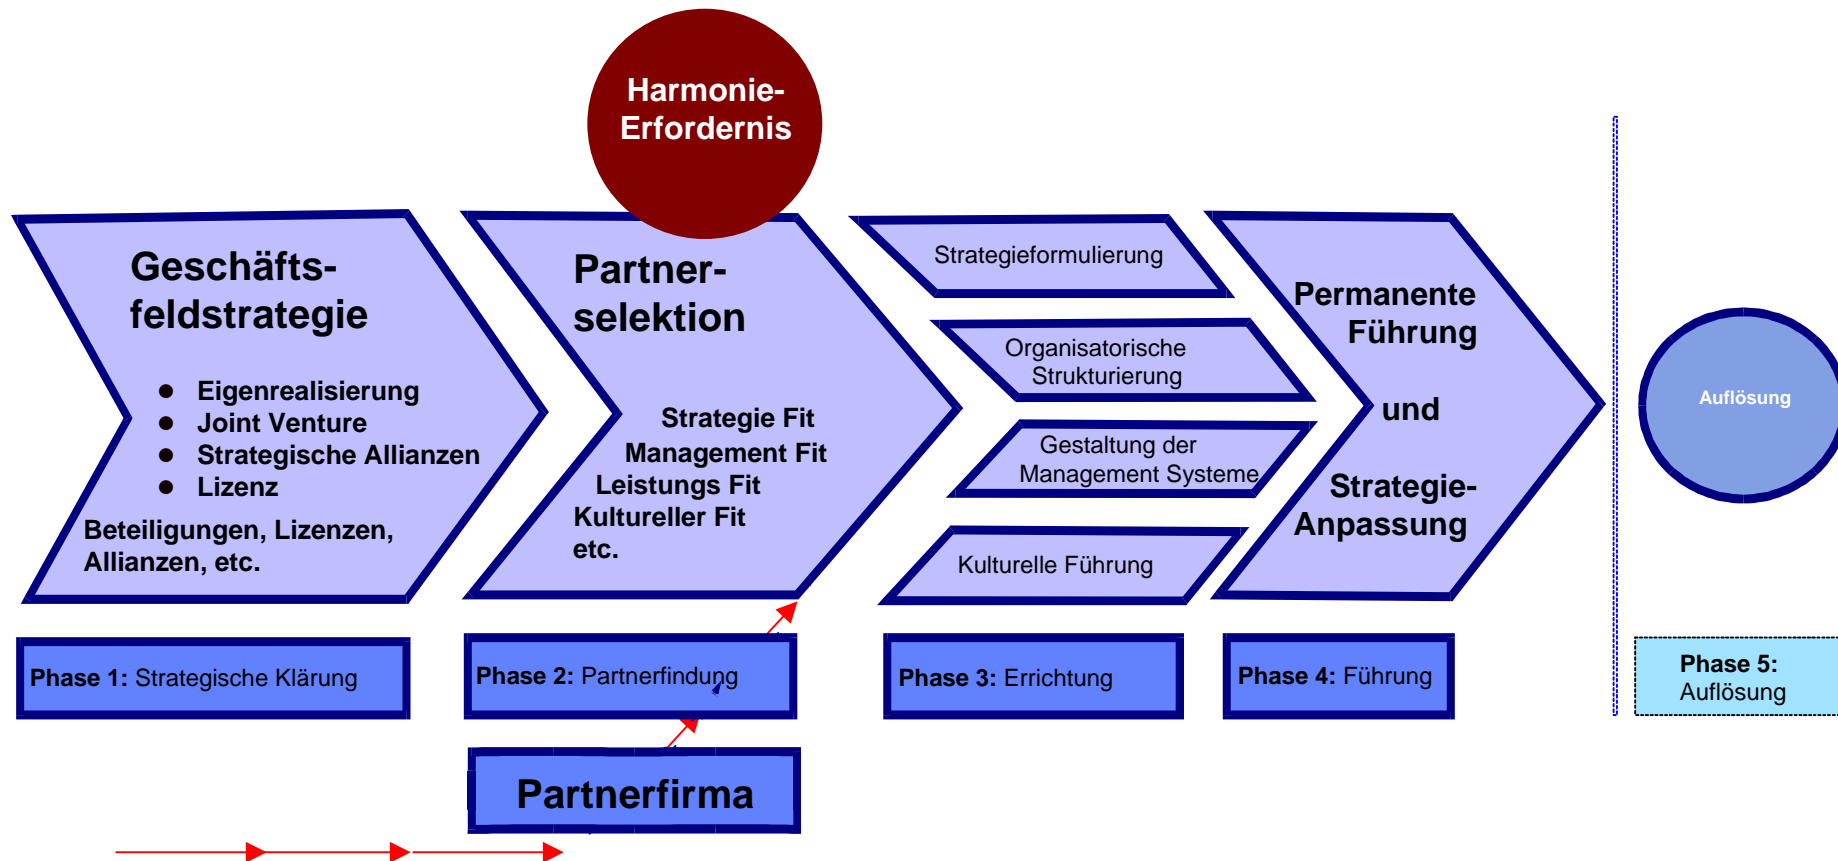 Harmonie-
Erfordernis
Geschäfts-
feldstrategie
● Eigenrealisierung
● Joint Venture
● Strategische Allianzen
● Lizenz
Beteiligungen, Lizenzen,
Allianzen, etc.
Partner-
selektion
Strategie Fit
Management Fit
Leistungs Fit
Kultureller Fit
etc.
Strategieformulierung
Organisatorische
Strukturierung
Gestaltung der
Management Systeme
Kulturelle Führung
Permanente
Führung
und
Strategie-
Anpassung
Auflösung
Phase 1: Strategische Klärung
Phase 2: Partnerfindung
Phase 3: Errichtung
Phase 4: Führung
Phase 5:
Auflösung
Partnerfirma